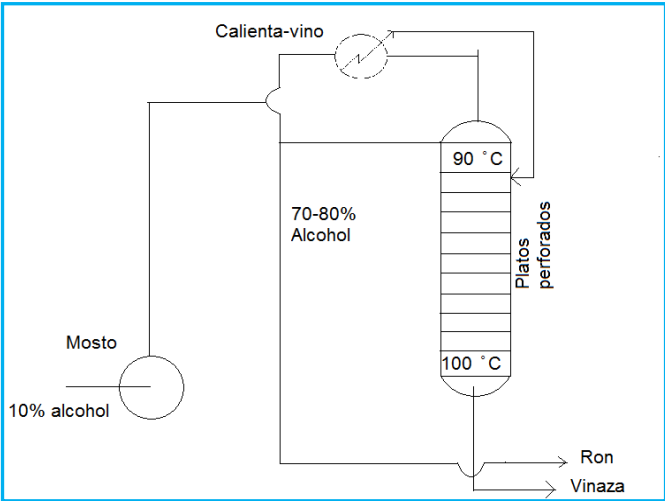 Calienta-vino
90 °C
70-80%
Alcohol
Platos
perforados
Mosto
100 °C
10% alcohol
Ron
Vinaza